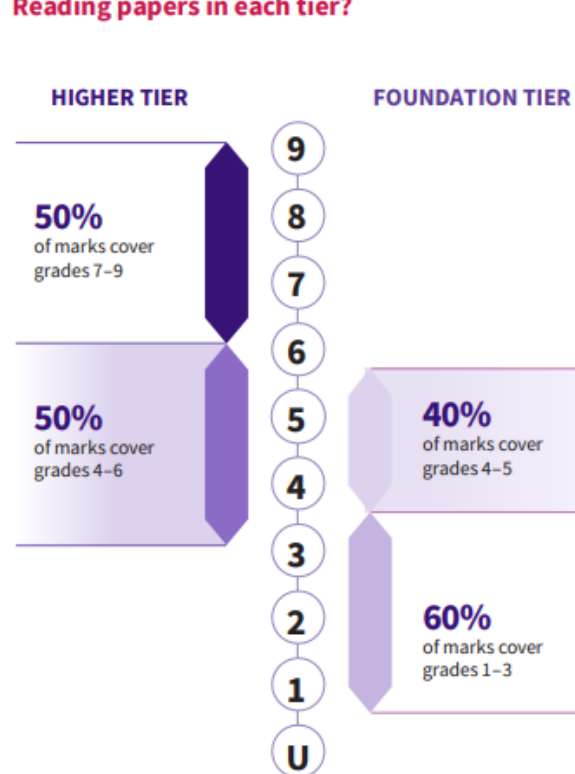 Reading papers in each tier?
HIGHER TIER
FOUNDATION TIER
50%
of marks cover
grades 7–9
50%
of marks cover
grades 4–6
9
8
7
6
5
4
3
2
1
U
40%
of marks cover
grades 4–5
60%
of marks cover
grades 1–3